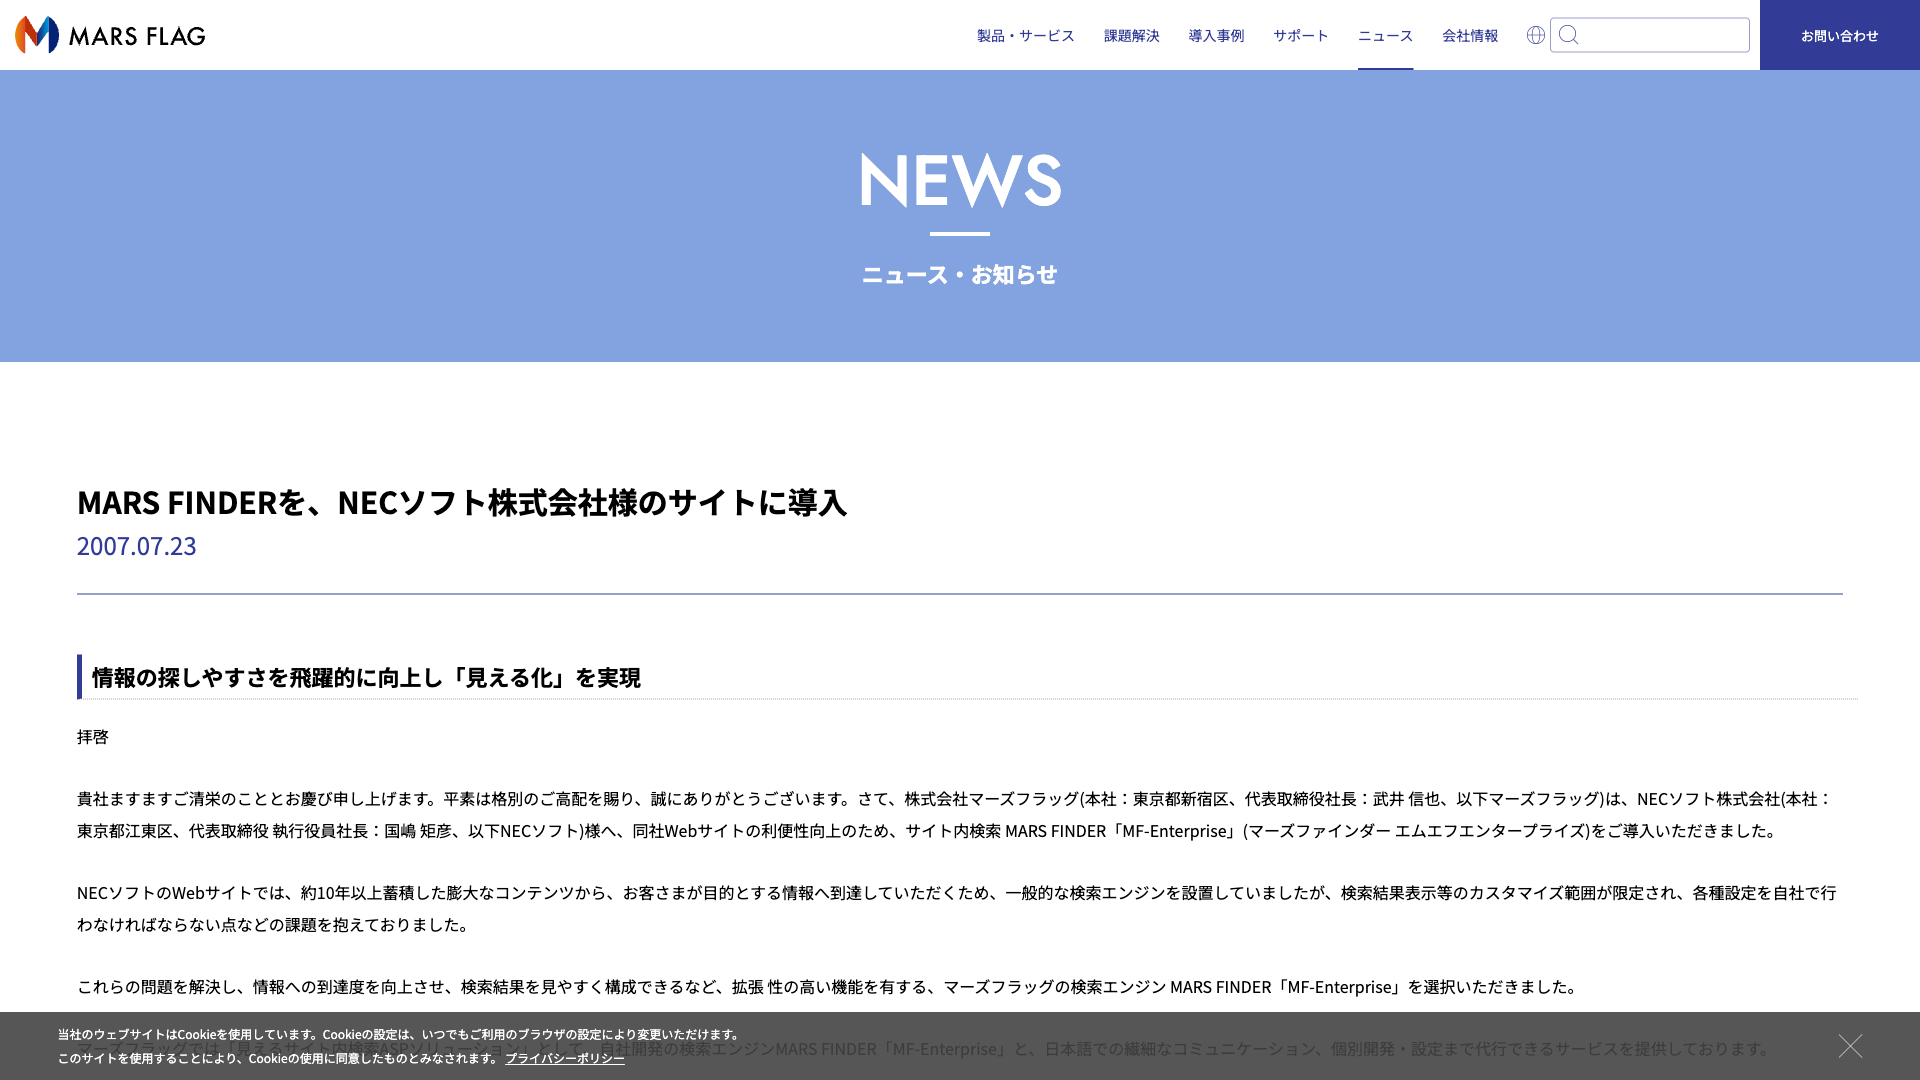 MARS FLAG
製品・サービス
課題解決
導入事例
サポート
ニュース
会社情報
お問い合わせ
NEWS
ニュース・お知らせ
MARS FINDERを、NECソフト株式会社様のサイトに導入
2007.07.23
情報の探しやすさを飛躍的に向上し「見える化」を実現
拝啓
貴社ますますご清栄のこととお慶び申し上げます。平素は格別のご高配を賜り、誠にありがとうございます。さて、株式会社マーズフラッグ(本社：東京都新宿区、代表取締役社長：武井 信也、以下マーズフラッグ)は、NECソフト株式会社(本社：
東京都江東区、代表取締役 執行役員社長：国嶋 矩彦、以下NECソフト)様へ、同社Webサイトの利便性向上のため、サイト内検索 MARS FINDER「MF-Enterprise」(マーズファインダー エムエフエンタープライズ)をご導入いただきました。
NECソフトのWebサイトでは、約10年以上蓄積した膨大なコンテンツから、お客さまが目的とする情報へ到達していただくため、一般的な検索エンジンを設置していましたが、検索結果表示等のカスタマイズ範囲が限定され、各種設定を自社で行
わなければならない点などの課題を抱えておりました。
これらの問題を解決し、情報への到達度を向上させ、検索結果を見やすく構成できるなど、拡張 性の高い機能を有する、マーズフラッグの検索エンジン MARS FINDER「MF-Enterprise」を選択いただきました。
当社のウェブサイトはCookieを使用しています。Cookieの設定は、いつでもご利用のブラウザの設定により変更いただけます。
マーズフラッグでは「見えるサイト内検索ASPソリューション」として、自社開発の検索エンジンMARS FINDER「MF-Enterprise」と、日本語での繊細なコミュニケーション、個別開発・設定まで代行できるサービスを提供しております。
このサイトを使用することにより、Cookieの使用に同意したものとみなされます。 プライバシーポリシー